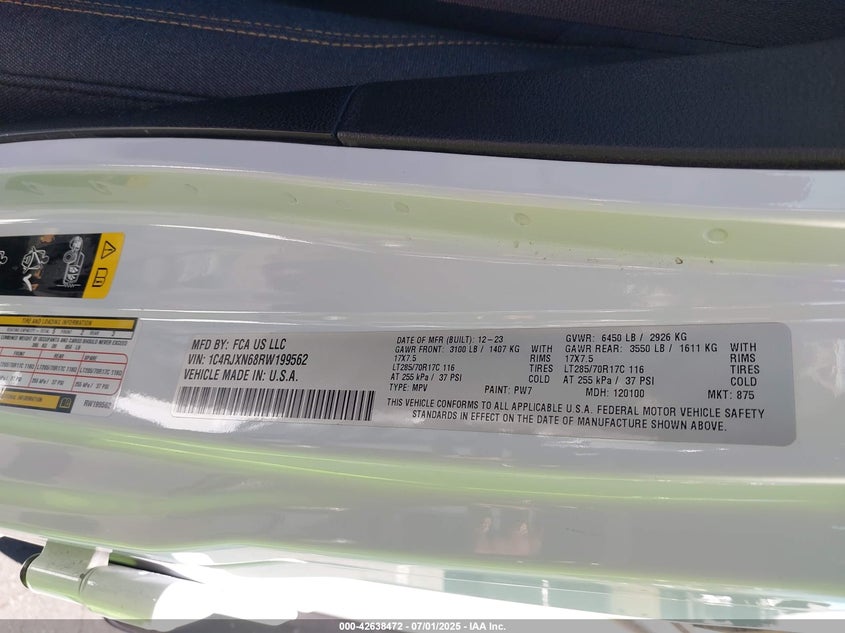 TIRE AND LOADING INFORMATION
MFD BY: FCA US LLC
VIN: 1C4RJXN68RW199562
VEHICLE MADE IN U.S.A.
DATE OF MFR (BUILT): 12-23
GAWR FRONT: 3100 LB / 1407 KG WITH
17X7.5 RIMS
LT285/70R17C 116 TIRES
AT 255 kPa / 37 PSI COLD
TYPE: MPV PAINT: PW7
GVWR: 6450 LB / 2926 KG
GAWR REAR: 3550 LB / 1611 KG WITH
17X7.5 RIMS
LT285/70R17C 116 TIRES
AT 255 kPa / 37 PSI COLD
MDH: 120100 MKT: 875
THIS VEHICLE CONFORMS TO ALL APPLICABLE U.S.A. FEDERAL MOTOR VEHICLE SAFETY
STANDARDS IN EFFECT ON THE DATE OF MANUFACTURE SHOWN ABOVE.
RW199562
000-42638472 - 07/01/2025 - IAA Inc.